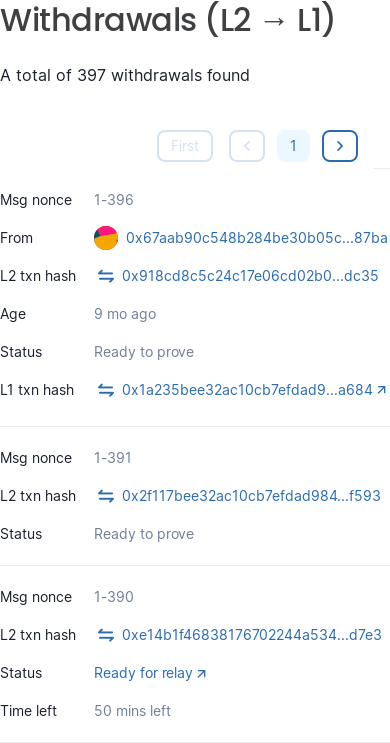 Withdrawals (L2 → L1)
A total of 397 withdrawals found
First 1
Msg nonce 1-396
From 0x67aab90c548b284be30b05c...87ba
L2 txn hash 0x918cd8c5c24c17e06cd02b0...dc35
Age 9 mo ago
Status Ready to prove
L1 txn hash 0x1a235bee32ac10cb7efdad9...a684
Msg nonce 1-391
L2 txn hash 0x2f117bee32ac10cb7efdad984...f593
Status Ready to prove
Msg nonce 1-390
L2 txn hash 0xe14b1f46838176702244a534...d7e3
Status Ready for relay
Time left 50 mins left